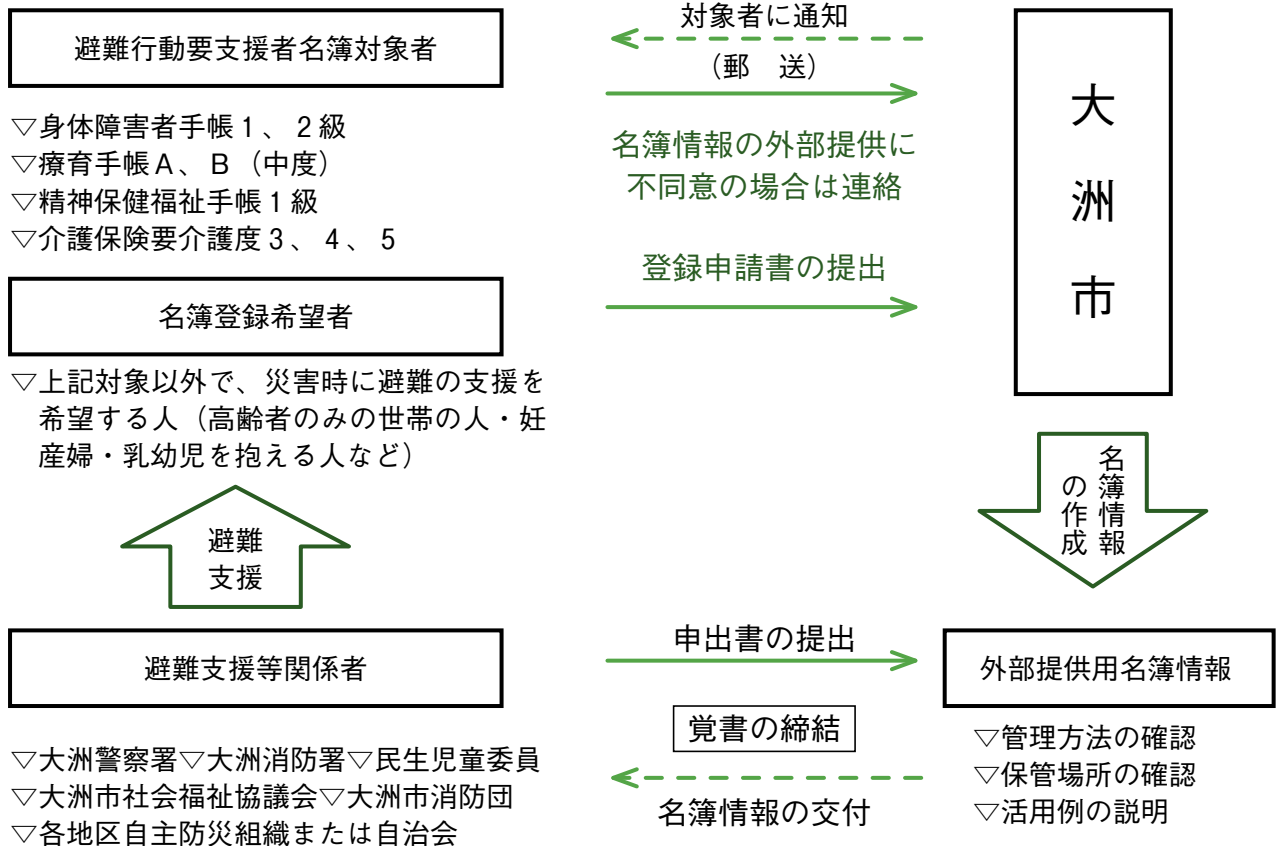 避難行動要支援者名簿対象者
対象者に通知
（郵　送）
大洲市
▽身体障害者手帳１、２級
▽療育手帳Ａ、Ｂ（中度）
▽精神保健福祉手帳１級
▽介護保険要介護度３、４、５
名簿情報の外部提供に
不同意の場合は連絡
登録申請書の提出
名簿登録希望者
▽上記対象以外で、災害時に避難の支援を
希望する人（高齢者のみの世帯の人・妊
産婦・乳幼児を抱える人など）
名簿情報
の作成
避難
支援
避難支援等関係者
申出書の提出
外部提供用名簿情報
覚書の締結
名簿情報の交付
▽大洲警察署▽大洲消防署▽民生児童委員
▽大洲市社会福祉協議会▽大洲市消防団
▽各地区自主防災組織または自治会
▽管理方法の確認
▽保管場所の確認
▽活用例の説明